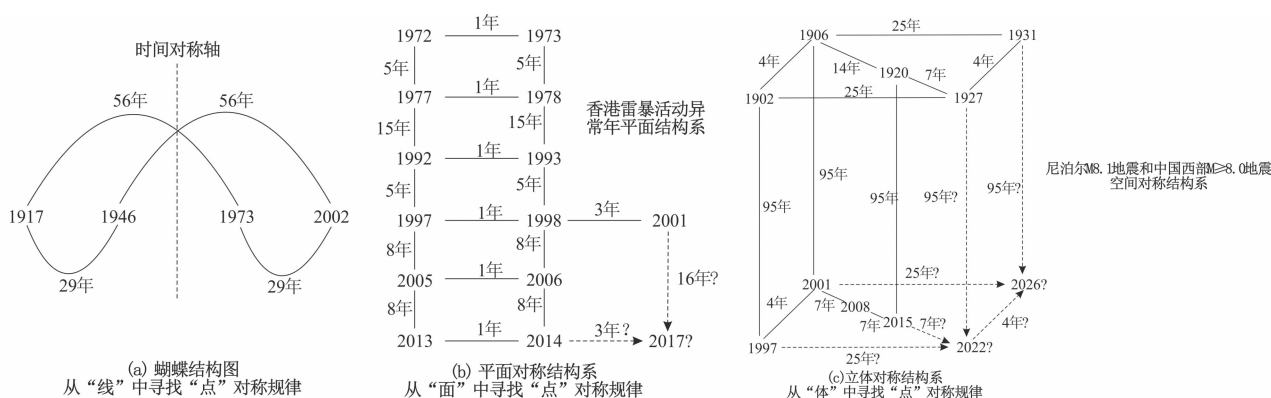 时间对称轴
56年 56年
1917 1946 1973 2002
29年 29年
(a) 蝴蝶结构图
从“线”中寻找“点”对称规律
1年
1972 1973
5年 5年
1年
1977 1978
15年 15年
1年
1992 1993
5年 5年
1年 3年
1997 1998 2001
8年 8年
16年?
1年
2005 2006
8年 8年
1年 3年?
2013 2014 2017?
香港雷暴活动异
常年平面结构系
(b) 平面对称结构系
从“面”中寻找“点”对称规律
25年
1906 1931
4年 14年 1920 7年 4年
25年
1902 1927
95年
95年 95年 95年? 95年?
25年?
2001 2026?
4年 7年 2008
7年 2015 7年? 4年?
1997 2022?
25年?
尼泊尔M8.1地震和中国西部M≥8.0地震
空间对称结构系
(c)立体对称结构系
从“体”中寻找“点”对称规律